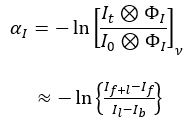 α_I = −ln [ (I_t ⊗ Φ_I) / (I_0 ⊗ Φ_I) ]_ν
≈ −ln { (I_{f+l} − I_f) / (I_l − I_b) }